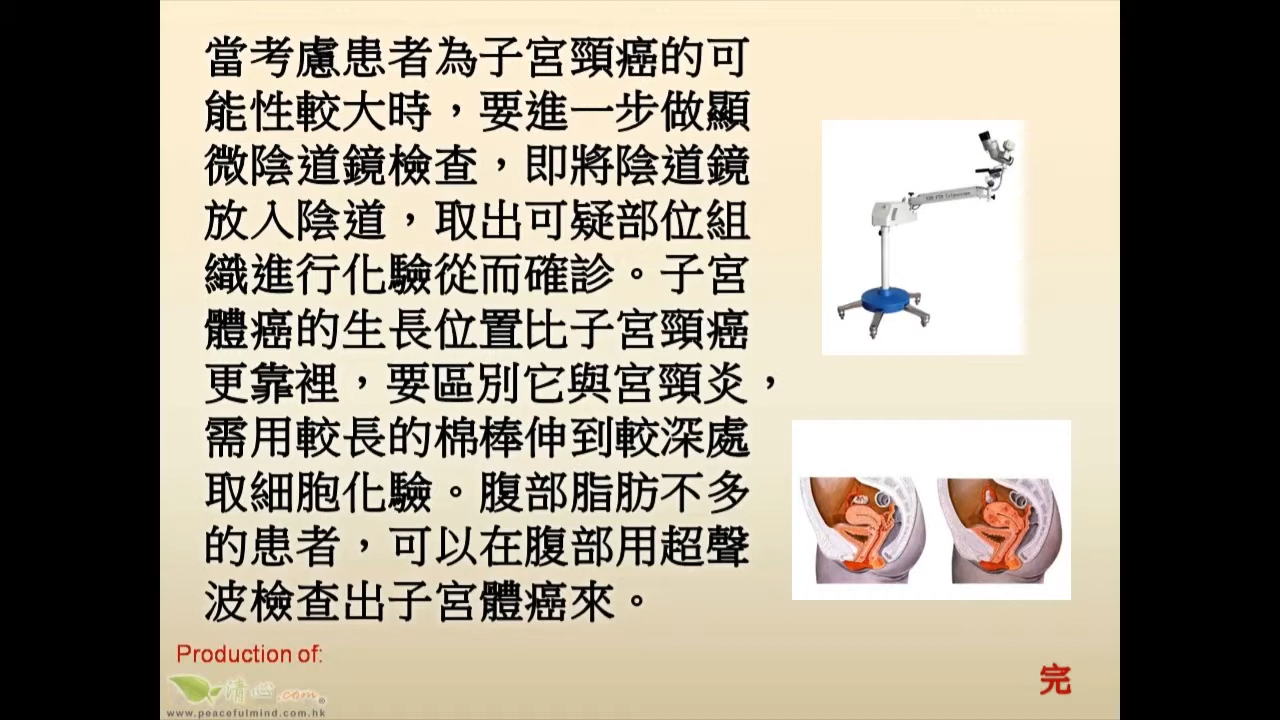 當考慮患者為子宮頸癌的可
能性較大時，要進一步做顯
微陰道鏡檢查，即將陰道鏡
放入陰道，取出可疑部位組
織進行化驗從而確診。子宮
體癌的生長位置比子宮頸癌
更靠裡，要區別它與宮頸炎，
需用較長的棉棒伸到較深處
取細胞化驗。腹部脂肪不多
的患者，可以在腹部用超聲
波檢查出子宮體癌來。
Production of:
清心.com®
www.peacefulmind.com.hk
完